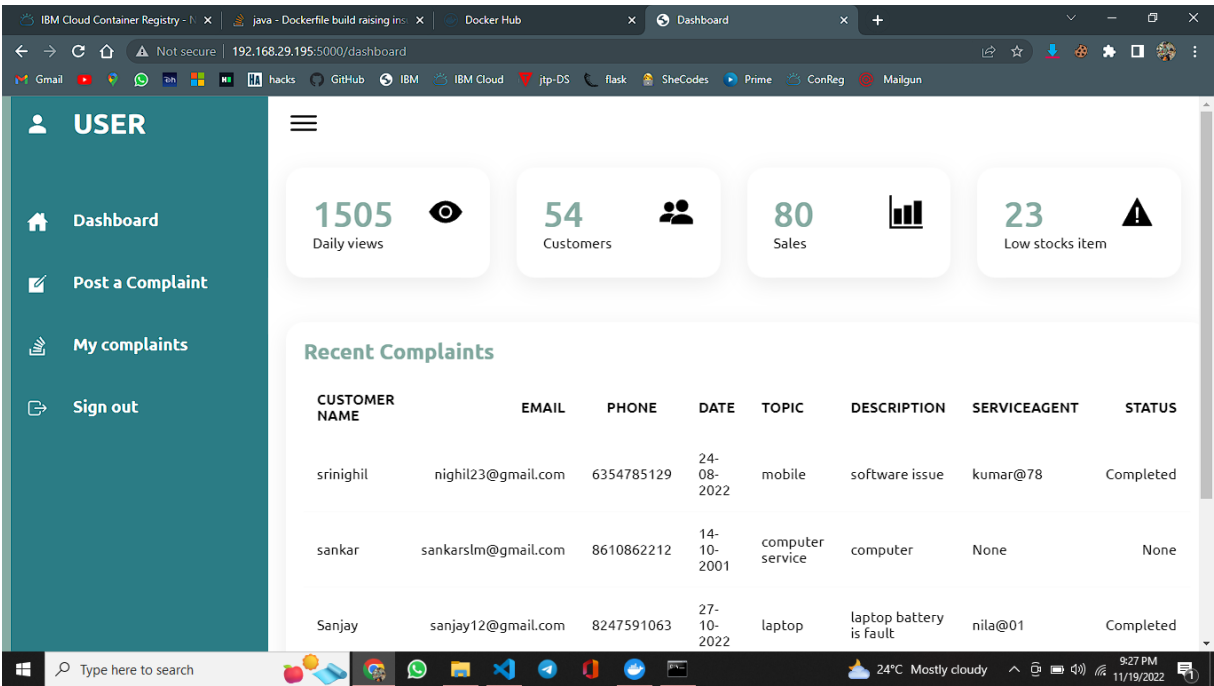 IBM Cloud Container Registry - N
java - Dockerfile build raising ins
Docker Hub
Dashboard
Not secure | 192.168.29.195:5000/dashboard
Gmail hacks GitHub IBM IBM Cloud jtp-DS flask SheCodes Prime ConReg Mailgun
USER
1505 54 80 23
Daily views Customers Sales Low stocks item
Dashboard
Post a Complaint
My complaints
Sign out
Recent Complaints
CUSTOMER
NAME EMAIL PHONE DATE TOPIC DESCRIPTION SERVICEAGENT STATUS
24-
srinighil nighil23@gmail.com 6354785129 08- mobile software issue kumar@78 Completed
2022
14-
sankar sankarslm@gmail.com 8610862212 10- computer service computer None None
2001
27-
Sanjay sanjay12@gmail.com 8247591063 10- laptop laptop battery is fault nila@01 Completed
2022
Type here to search
24°C Mostly cloudy
9:27 PM
11/19/2022